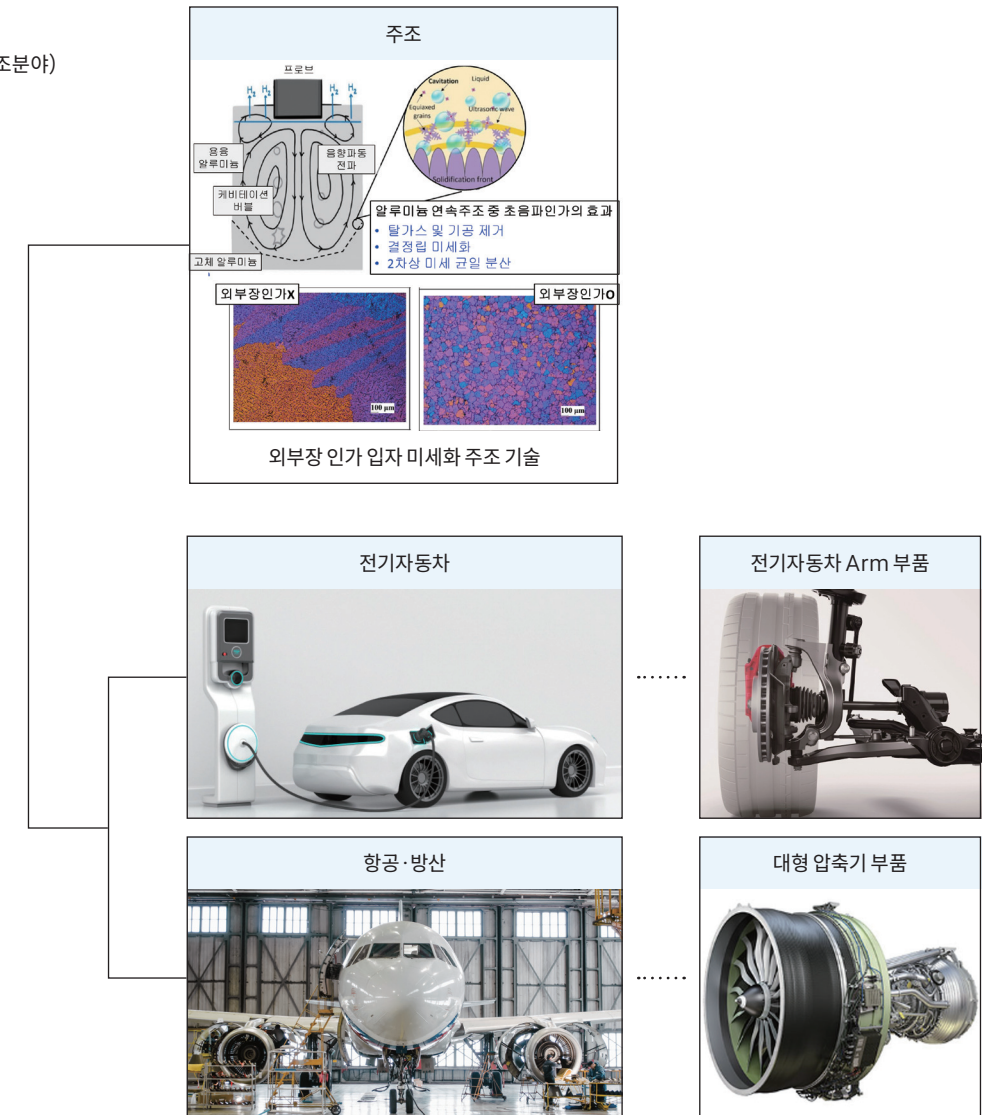 조분야)
주조
프로브
H₂ H₂ H₂ H₂
Cavitation Liquid
Equiaxed
grains
Ultrasonic wave
Solidification front
용융
알루미늄
음향파동
전파
케비테이션
버블
고체 알루미늄
알루미늄 연속주조 중 초음파인가의 효과
• 탈가스 및 기공 제거
• 결정립 미세화
• 2차상 미세 균일 분산
외부장인가X
외부장인가O
100 μm
100 μm
외부장 인가 입자 미세화 주조 기술
전기자동차
전기자동차 Arm 부품
항공·방산
대형 압축기 부품